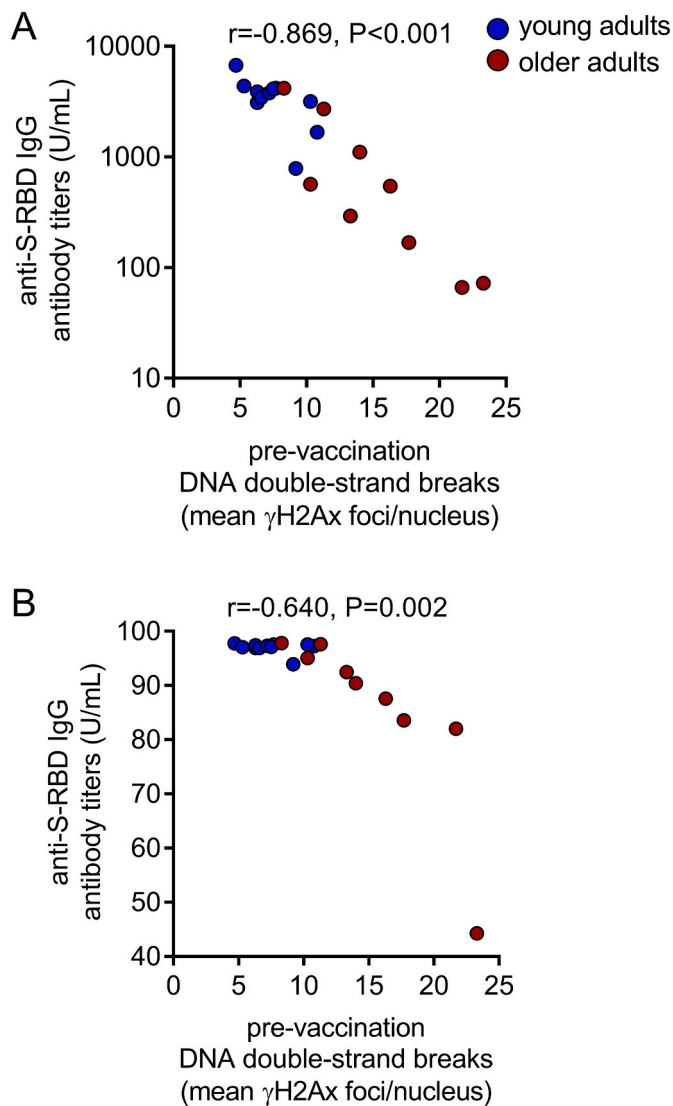 A
r=-0.869, P<0.001
young adults
older adults
anti-S-RBD IgG
antibody titers (U/mL)
10000
1000
100
10
0 5 10 15 20 25
pre-vaccination
DNA double-strand breaks
(mean γH2Ax foci/nucleus)
B
r=-0.640, P=0.002
anti-S-RBD IgG
antibody titers (U/mL)
100
90
80
70
60
50
40
0 5 10 15 20 25
pre-vaccination
DNA double-strand breaks
(mean γH2Ax foci/nucleus)